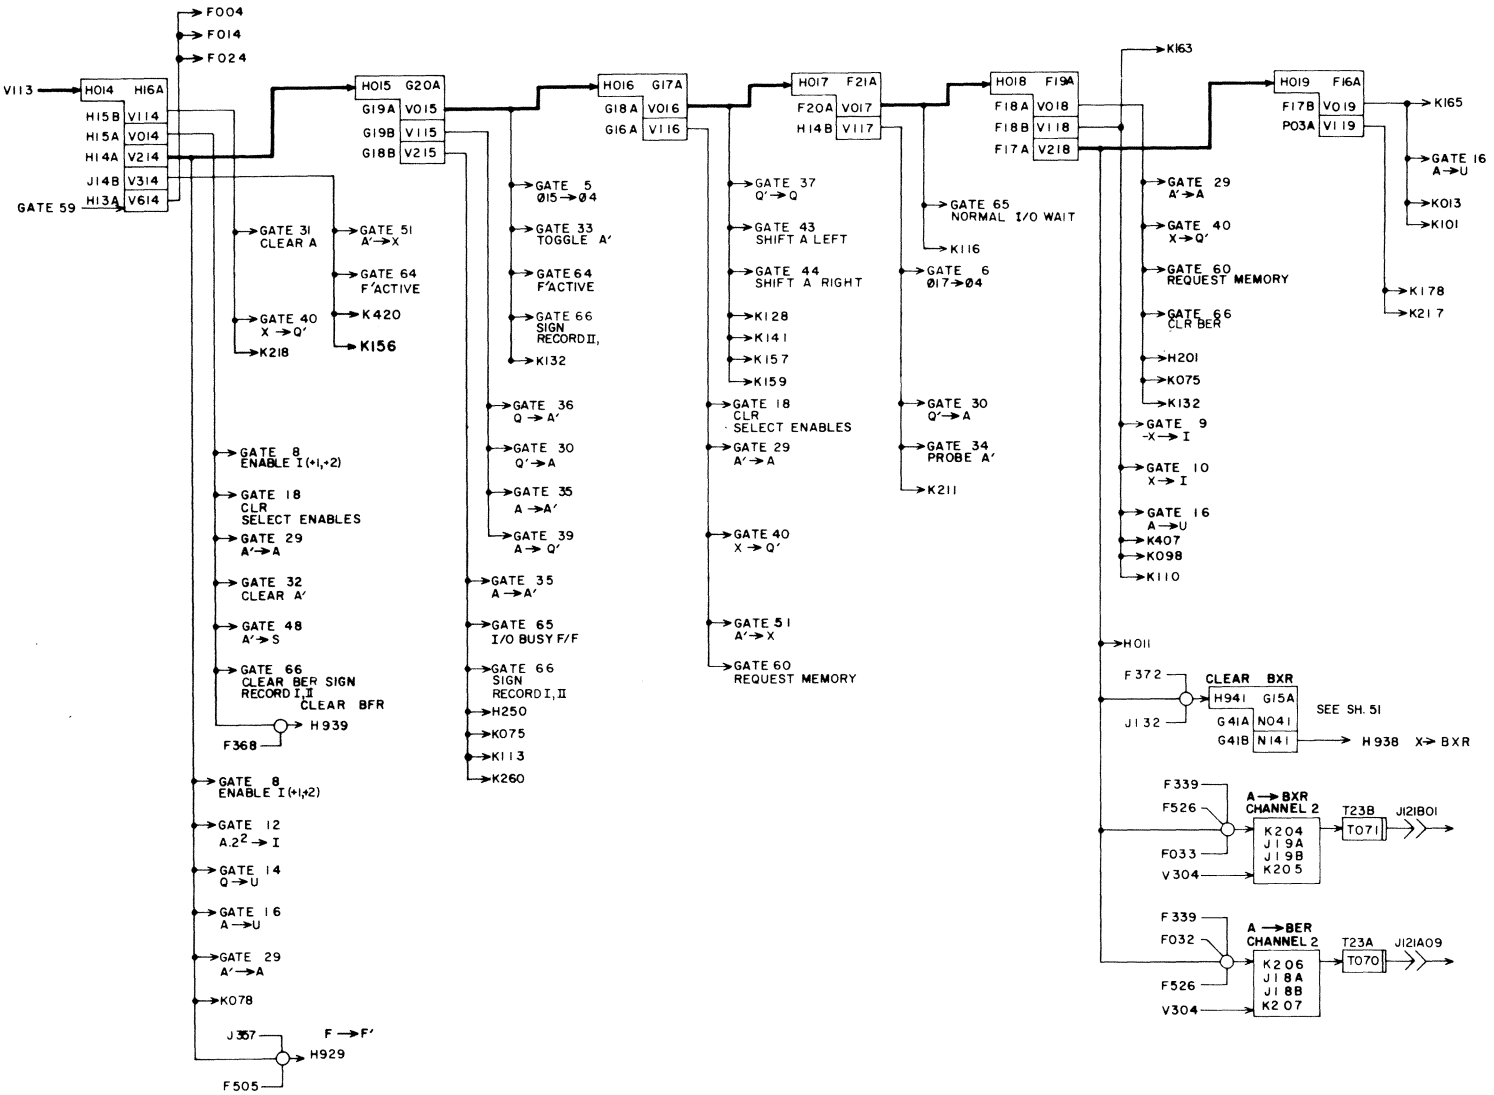 F004
F014
F024
V113
H014 H16A
H15B V114
H15A V014
H14A V214
J14B V314
H13A V614
GATE 59
GATE 31
CLEAR A
GATE 40
X → Q'
K218
GATE 51
A' → X
GATE 64
F' ACTIVE
K420
K156
GATE 8
ENABLE I (+1,+2)
GATE 18
CLR
SELECT ENABLES
GATE 29
A' → A
GATE 32
CLEAR A'
GATE 48
A' → S
GATE 66
CLEAR BER SIGN
RECORD I, II
CLEAR BFR
H939
F368
GATE 8
ENABLE I (+1,+2)
GATE 12
A.2² → I
GATE 14
Q → U
GATE 16
A → U
GATE 29
A' → A
K078
J357
F → F'
H929
F505
H015 G20A
G19A V015
G19B V115
G18B V215
GATE 5
Ø15 → Ø4
GATE 33
TOGGLE A'
GATE 64
F' ACTIVE
GATE 66
SIGN
RECORD II,
K132
GATE 36
Q → A'
GATE 30
Q' → A
GATE 35
A → A'
GATE 39
A → Q'
GATE 35
A → A'
GATE 65
I/O BUSY F/F
GATE 66
SIGN
RECORD I, II
H250
K075
K113
K260
H016 G17A
G18A V016
G16A V116
GATE 37
Q' → Q
GATE 43
SHIFT A LEFT
GATE 44
SHIFT A RIGHT
K128
K141
K157
K159
GATE 18
CLR
SELECT ENABLES
GATE 29
A' → A
GATE 40
X → Q'
GATE 51
A' → X
GATE 60
REQUEST MEMORY
H017 F21A
F20A V017
H14B V117
GATE 65
NORMAL I/O WAIT
K116
GATE 6
Ø17 → Ø4
GATE 30
Q' → A
GATE 34
PROBE A'
K211
K163
H018 F19A
F18A V018
F18B V118
F17A V218
GATE 29
A' → A
GATE 40
X → Q'
GATE 60
REQUEST MEMORY
GATE 66
CLR BER
H201
K075
K132
GATE 9
-X → I
GATE 10
X → I
GATE 16
A → U
K407
K098
K110
H011
H019 F16A
F17B V019
P03A V119
K165
GATE 16
A → U
K013
K101
K178
K217
F372
J132
CLEAR BXR
H941 G15A
G41A N041
G41B N141
SEE SH. 51
H938 X → BXR
F339
F526
F033
V304
A → BXR
CHANNEL 2
K204
J19A
J19B
K205
T23B
T071
J121B01
F339
F032
F526
V304
A → BER
CHANNEL 2
K206
J18A
J18B
K207
T23A
T070
J121A09